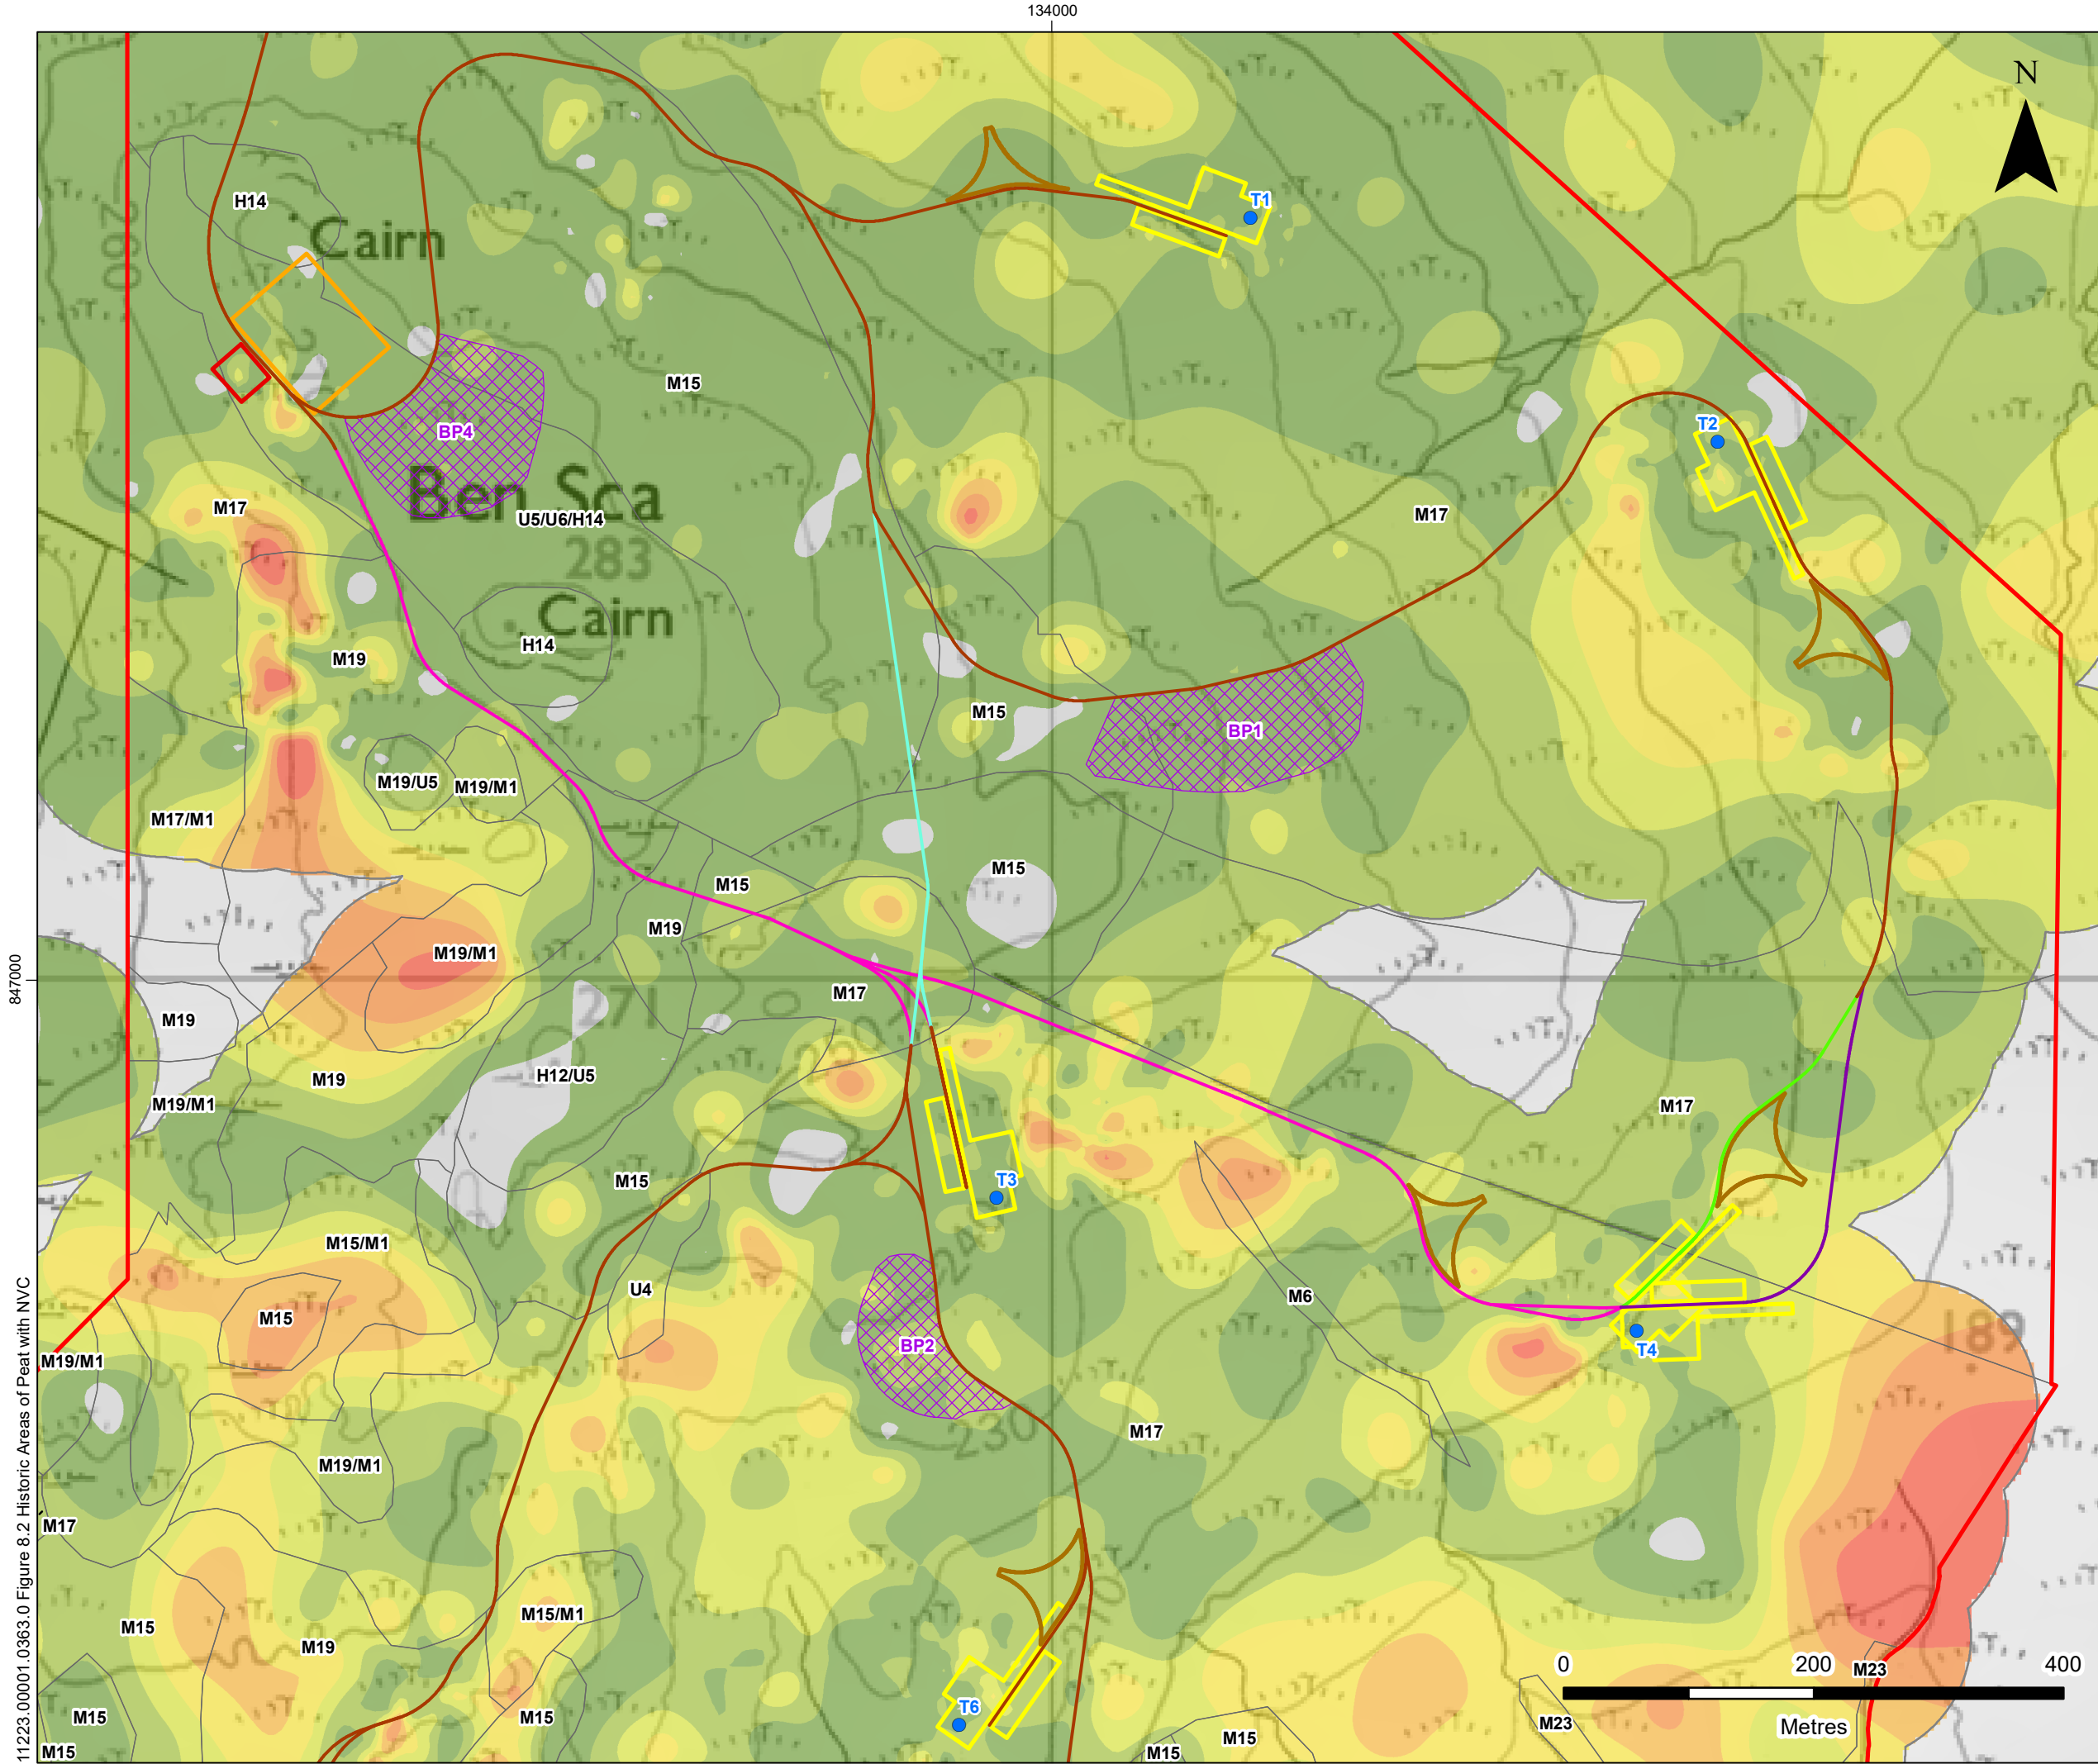 134000
N
T1
H14
Cairn
280
M15
T2
BP4
M17
Ben Sca
M17
U5/U6/H14
283
Cairn
H14
M19
M15
BP1
M19/U5
M19/M1
M17/M1
M15
M15
M19
M19/M1
847000
M17
271
M19
H12/U5
M19
M19/M1
M17
M15
T3
M15/M1
U4
M6
M15
BP2
T4
189
M19/M1
230
M17
M19/M1
M17
M15/M1
M15
M19
0
200
400
M23
Metres
T6
M15
M15
M15
M23
M15
M15
11223.00001.0363.0 Figure 8.2 Historic Areas of Peat with NVC